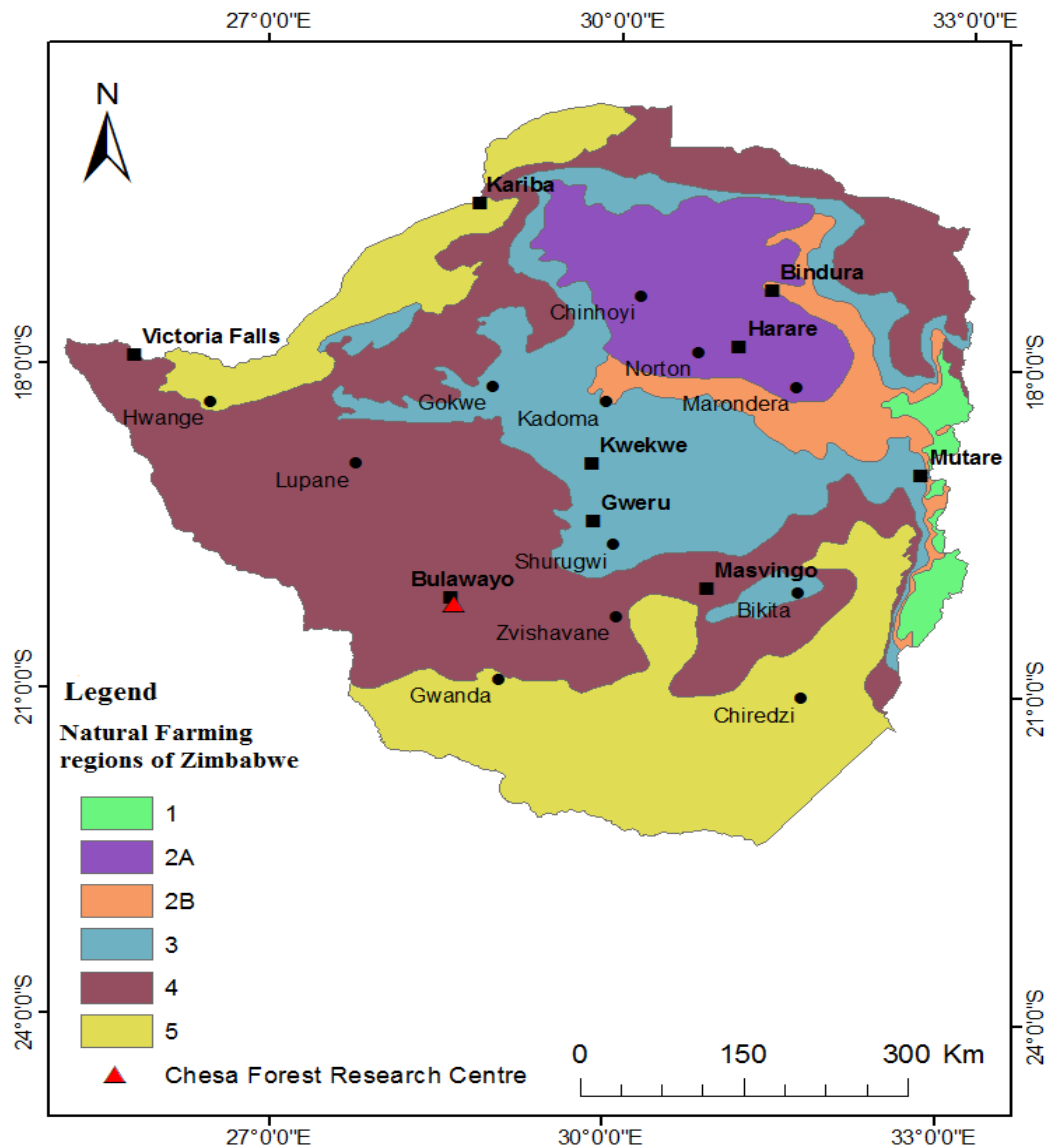 27°0'0"E 30°0'0"E 33°0'0"E
N
Kariba
Bindura
Chinhoyi
Victoria Falls
Harare
18°0'0"S
18°0'0"S
Norton
Hwange
Gokwe
Kadoma
Marondera
Kwekwe
Mutare
Lupane
Gweru
Shurugwi
Bulawayo
Masvingo
Bikita
Zvishavane
21°0'0"S
21°0'0"S
Legend
Gwanda
Chiredzi
Natural Farming
regions of Zimbabwe
1
2A
2B
3
4
5
24°0'0"S
24°0'0"S
Chesa Forest Research Centre
0 150 300 Km
27°0'0"E 30°0'0"E 33°0'0"E